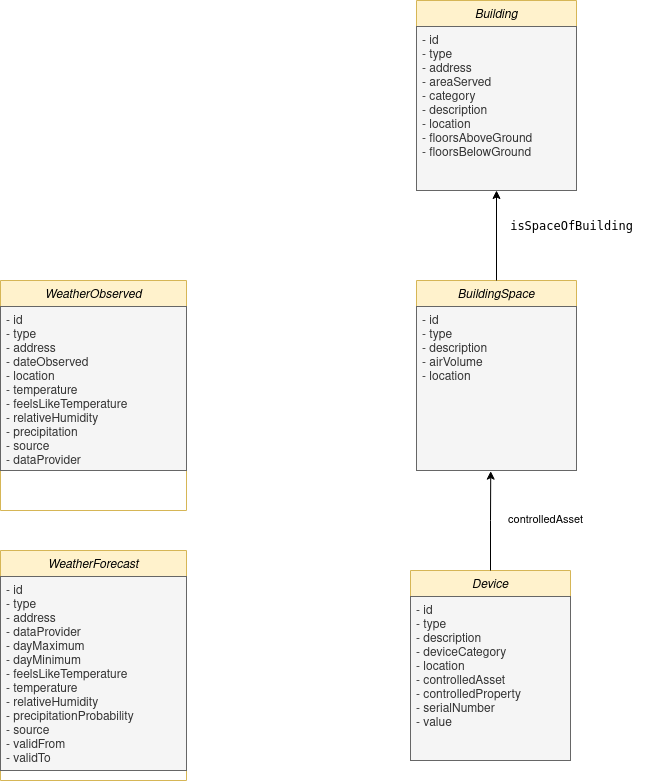 Building
- id
- type
- address
- areaServed
- category
- description
- location
- floorsAboveGround
- floorsBelowGround
isSpaceOfBuilding
WeatherObserved
- id
- type
- address
- dateObserved
- location
- temperature
- feelsLikeTemperature
- relativeHumidity
- precipitation
- source
- dataProvider
BuildingSpace
- id
- type
- description
- airVolume
- location
controlledAsset
WeatherForecast
- id
- type
- address
- dataProvider
- dayMaximum
- dayMinimum
- feelsLikeTemperature
- temperature
- relativeHumidity
- precipitationProbability
- source
- validFrom
- validTo
Device
- id
- type
- description
- deviceCategory
- location
- controlledAsset
- controlledProperty
- serialNumber
- value